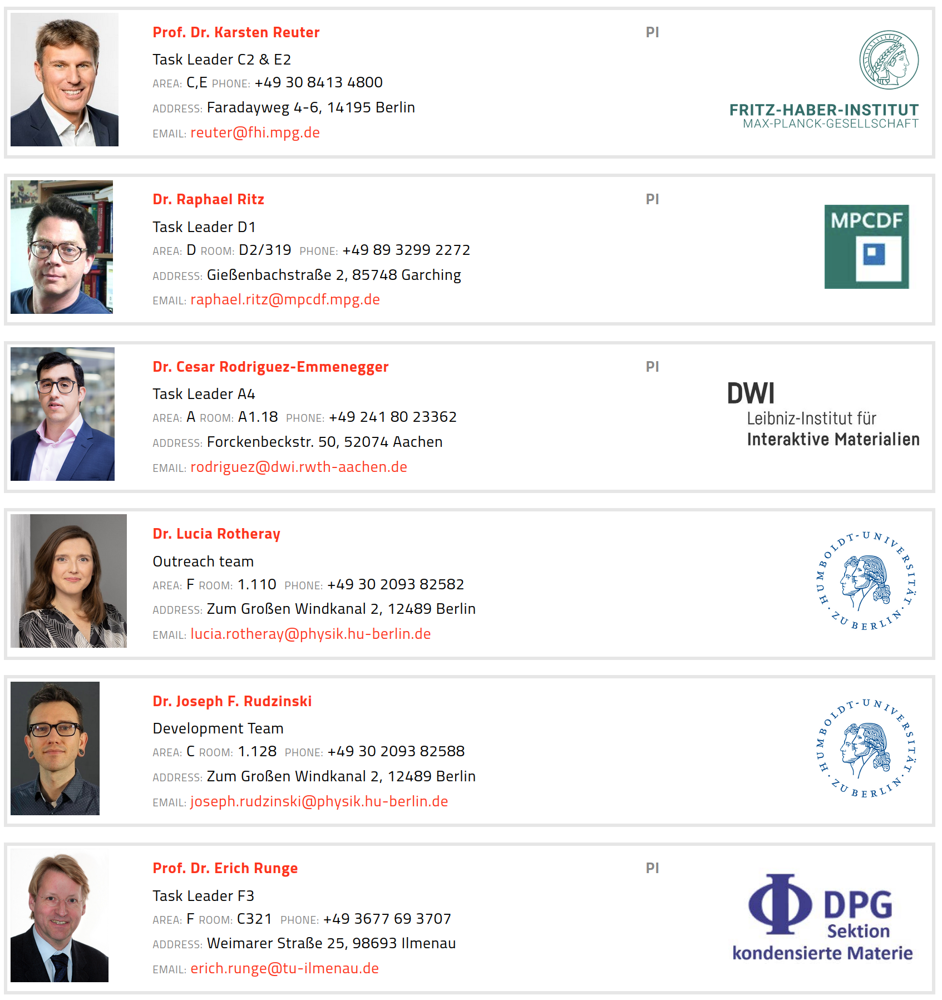 Prof. Dr. Karsten Reuter
PI
Task Leader C2 & E2
AREA: C,E PHONE: +49 30 8413 4800
ADDRESS: Faradayweg 4-6, 14195 Berlin
EMAIL: reuter@fhi.mpg.de
FRITZ-HABER-INSTITUT
MAX-PLANCK-GESELLSCHAFT
Dr. Raphael Ritz
PI
Task Leader D1
AREA: D ROOM: D2/319 PHONE: +49 89 3299 2272
ADDRESS: Gießenbachstraße 2, 85748 Garching
EMAIL: raphael.ritz@mpcdf.mpg.de
MPCDF
Dr. Cesar Rodriguez-Emmenegger
PI
Task Leader A4
AREA: A ROOM: A1.18 PHONE: +49 241 80 23362
ADDRESS: Forckenbeckstr. 50, 52074 Aachen
EMAIL: rodriguez@dwi.rwth-aachen.de
DWI
Leibniz-Institut für
Interaktive Materialien
Dr. Lucia Rotheray
Outreach team
AREA: F ROOM: 1.110 PHONE: +49 30 2093 82582
ADDRESS: Zum Großen Windkanal 2, 12489 Berlin
EMAIL: lucia.rotheray@physik.hu-berlin.de
HUMBOLDT-UNIVERSITÄT · ZU BERLIN ·
Dr. Joseph F. Rudzinski
Development Team
AREA: C ROOM: 1.128 PHONE: +49 30 2093 82588
ADDRESS: Zum Großen Windkanal 2, 12489 Berlin
EMAIL: joseph.rudzinski@physik.hu-berlin.de
HUMBOLDT-UNIVERSITÄT · ZU BERLIN ·
Prof. Dr. Erich Runge
PI
Task Leader F3
AREA: F ROOM: C321 PHONE: +49 3677 69 3707
ADDRESS: Weimarer Straße 25, 98693 Ilmenau
EMAIL: erich.runge@tu-ilmenau.de
DPG
Sektion
kondensierte Materie